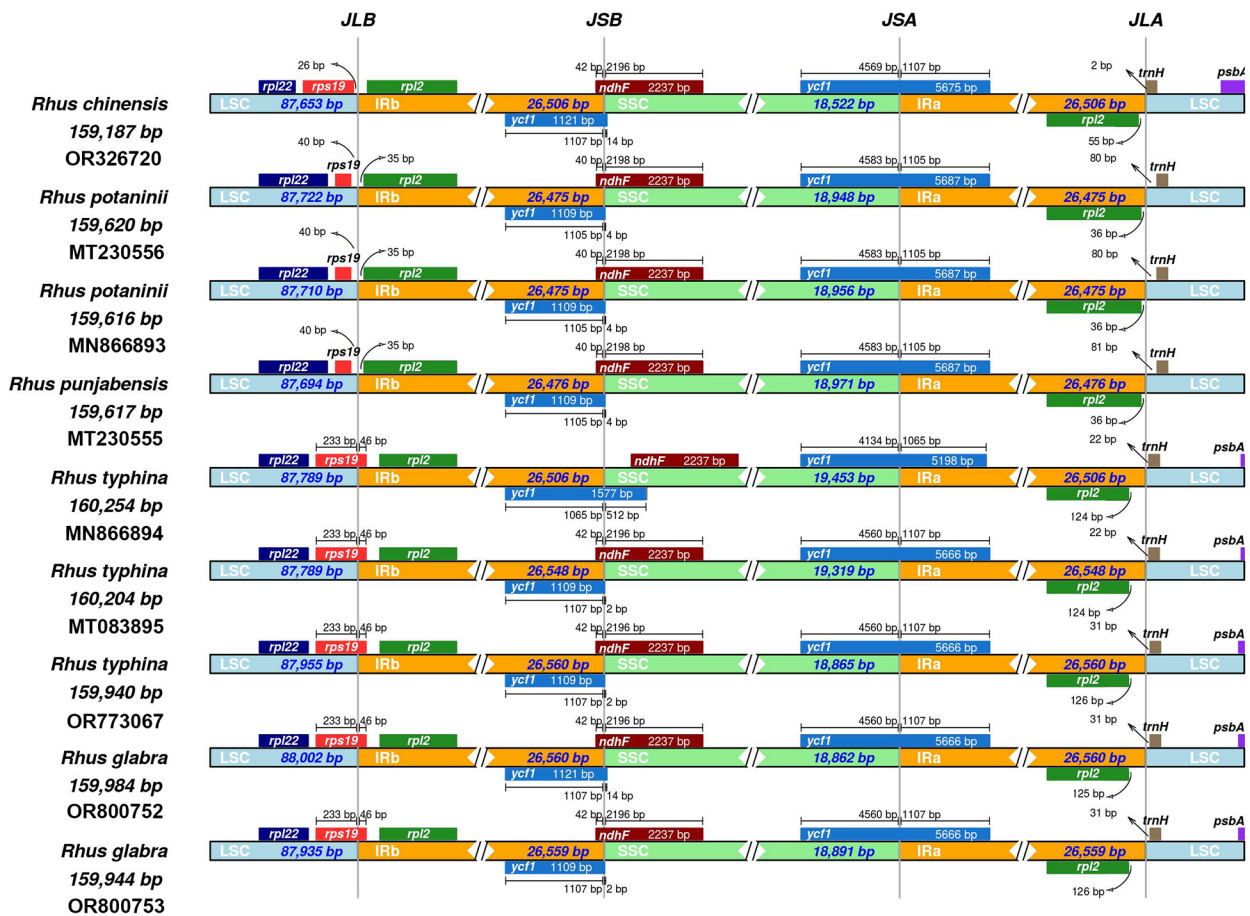 JLB JSB JSA JLA
26 bp 42 bp 2196 bp 4569 bp 1107 bp 2 bp trnH
rpl22 rps19 rpl2 ndhF 2237 bp ycf1 5675 bp psbA
Rhus chinensis LSC 87,653 bp IRb 26,506 bp SSC 18,522 bp IRa 26,506 bp LSC
159,187 bp ycf1 1121 bp rpl2
1107 bp 14 bp 55 bp
OR326720
40 bp rps19 35 bp 40 bp 2198 bp 4583 bp 1105 bp 80 bp trnH
rpl22 rpl2 ndhF 2237 bp ycf1 5687 bp
Rhus potaninii LSC 87,722 bp IRb 26,475 bp SSC 18,948 bp IRa 26,475 bp LSC
159,620 bp ycf1 1109 bp rpl2
1105 bp 4 bp 36 bp
MT230556
40 bp rps19 35 bp 40 bp 2198 bp 4583 bp 1105 bp 80 bp trnH
rpl22 rpl2 ndhF 2237 bp ycf1 5687 bp
Rhus potaninii LSC 87,710 bp IRb 26,475 bp SSC 18,956 bp IRa 26,475 bp LSC
159,616 bp ycf1 1109 bp rpl2
1105 bp 4 bp 36 bp
MN866893
40 bp rps19 35 bp 40 bp 2198 bp 4583 bp 1105 bp 81 bp trnH
rpl22 rpl2 ndhF 2237 bp ycf1 5687 bp
Rhus punjabensis LSC 87,694 bp IRb 26,476 bp SSC 18,971 bp IRa 26,476 bp LSC
159,617 bp ycf1 1109 bp rpl2
1105 bp 4 bp 36 bp
MT230555
233 bp 46 bp 4134 bp 1065 bp 22 bp trnH
rpl22 rps19 rpl2 ndhF 2237 bp ycf1 5198 bp psbA
Rhus typhina LSC 87,789 bp IRb 26,506 bp SSC 19,453 bp IRa 26,506 bp LSC
160,254 bp ycf1 1577 bp rpl2
1065 bp 512 bp 124 bp
MN866894
233 bp 46 bp 42 bp 2196 bp 4560 bp 1107 bp 22 bp trnH
rpl22 rps19 rpl2 ndhF 2237 bp ycf1 5666 bp psbA
Rhus typhina LSC 87,789 bp IRb 26,548 bp SSC 19,319 bp IRa 26,548 bp LSC
160,204 bp ycf1 1109 bp rpl2
1107 bp 2 bp 124 bp
MT083895
233 bp 46 bp 42 bp 2196 bp 4560 bp 1107 bp 31 bp trnH
rpl22 rps19 rpl2 ndhF 2237 bp ycf1 5666 bp psbA
Rhus typhina LSC 87,955 bp IRb 26,560 bp SSC 18,865 bp IRa 26,560 bp LSC
159,940 bp ycf1 1109 bp rpl2
1107 bp 2 bp 126 bp
OR773067
233 bp 46 bp 42 bp 2196 bp 4560 bp 1107 bp 31 bp trnH
rpl22 rps19 rpl2 ndhF 2237 bp ycf1 5666 bp psbA
Rhus glabra LSC 88,002 bp IRb 26,560 bp SSC 18,862 bp IRa 26,560 bp LSC
159,984 bp ycf1 1121 bp rpl2
1107 bp 14 bp 125 bp
OR800752
233 bp 46 bp 42 bp 2196 bp 4560 bp 1107 bp 31 bp trnH
rpl22 rps19 rpl2 ndhF 2237 bp ycf1 5666 bp psbA
Rhus glabra LSC 87,935 bp IRb 26,559 bp SSC 18,891 bp IRa 26,559 bp LSC
159,944 bp ycf1 1109 bp rpl2
1107 bp 2 bp 126 bp
OR800753